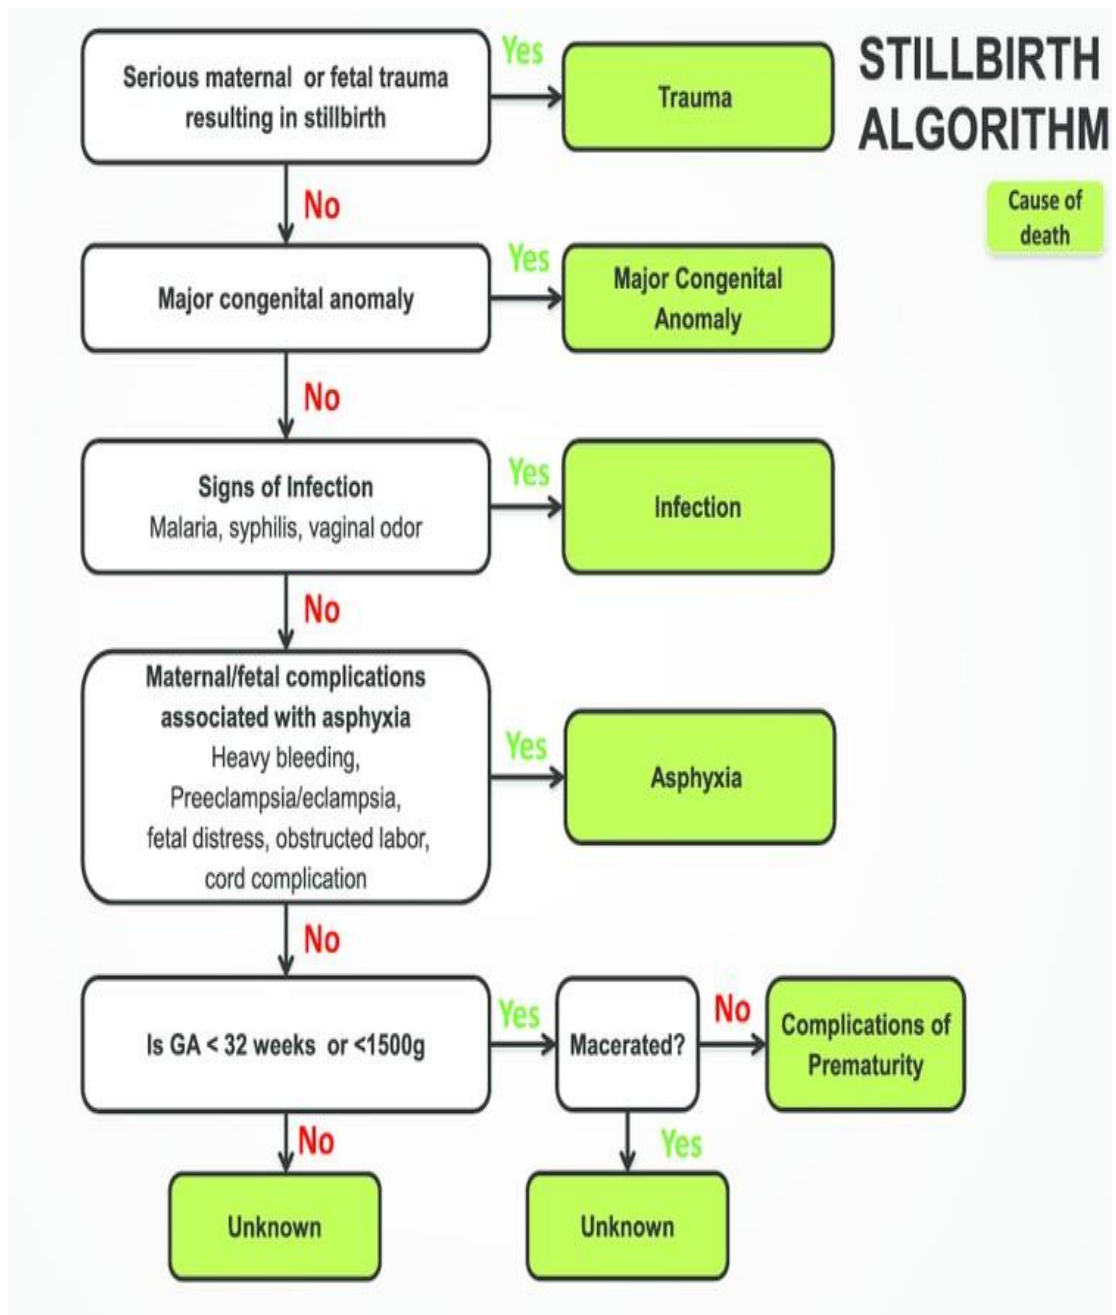 STILLBIRTH
ALGORITHM
Cause of
death
Serious maternal or fetal trauma
resulting in stillbirth
Yes
Trauma
No
Major congenital anomaly
Yes
Major Congenital
Anomaly
No
Signs of Infection
Malaria, syphilis, vaginal odor
Yes
Infection
No
Maternal/fetal complications
associated with asphyxia
Heavy bleeding,
Preeclampsia/eclampsia,
fetal distress, obstructed labor,
cord complication
Yes
Asphyxia
No
Is GA < 32 weeks or <1500g
Yes
Macerated?
No
Complications of
Prematurity
No
Unknown
Yes
Unknown